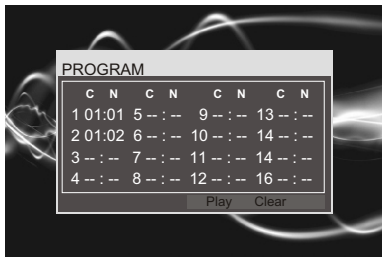 PROGRAM
C N C N C N C N
1 01:01 5 -- : -- 9 -- : -- 13 -- : --
2 01:02 6 -- : -- 10 -- : -- 14 -- : --
3 -- : -- 7 -- : -- 11 -- : -- 14 -- : --
4 -- : -- 8 -- : -- 12 -- : -- 16 -- : --
Play Clear